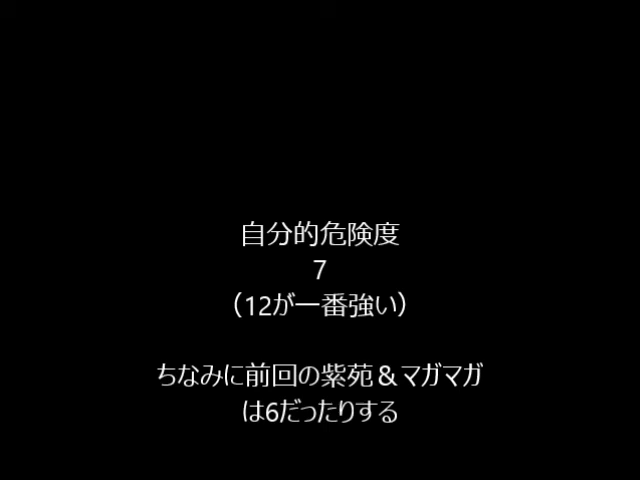 自分的危険度
7
（12が一番強い）
ちなみに前回の紫苑＆マガマガ
は6だったりする